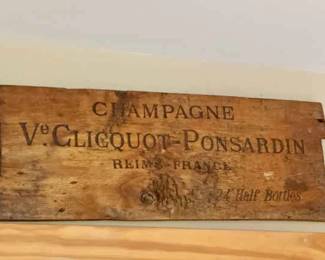 CHAMPAGNE
Vᵉ CLICQUOT-PONSARDIN
REIMS-FRANCE
24 Half Bottles